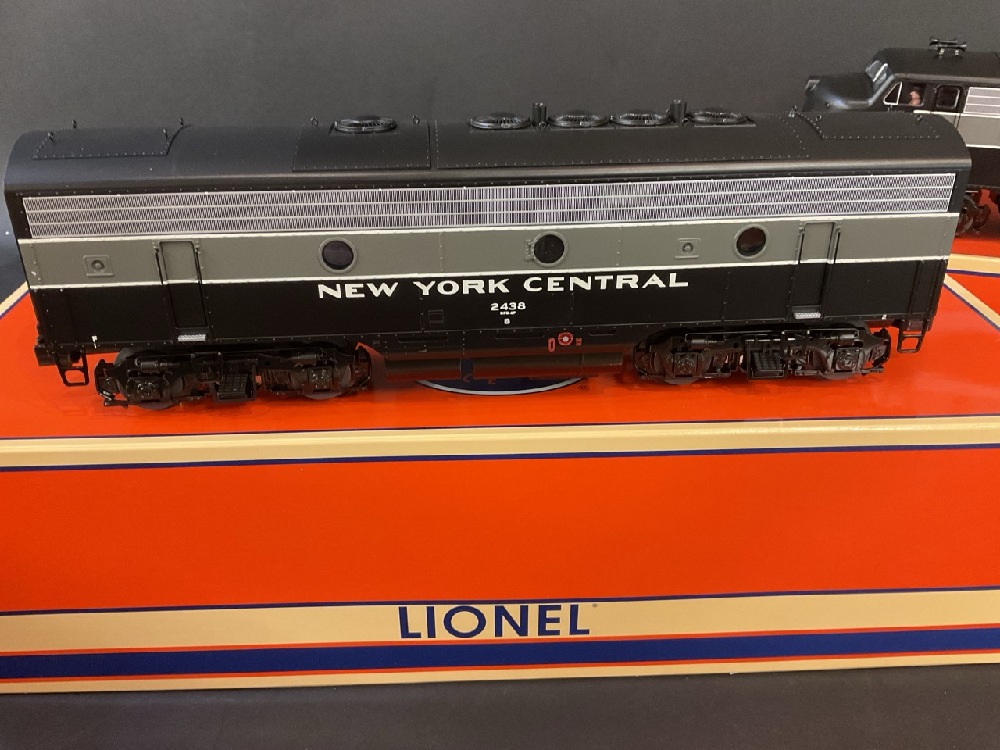 NEW YORK CENTRAL
2438
B
LIONEL